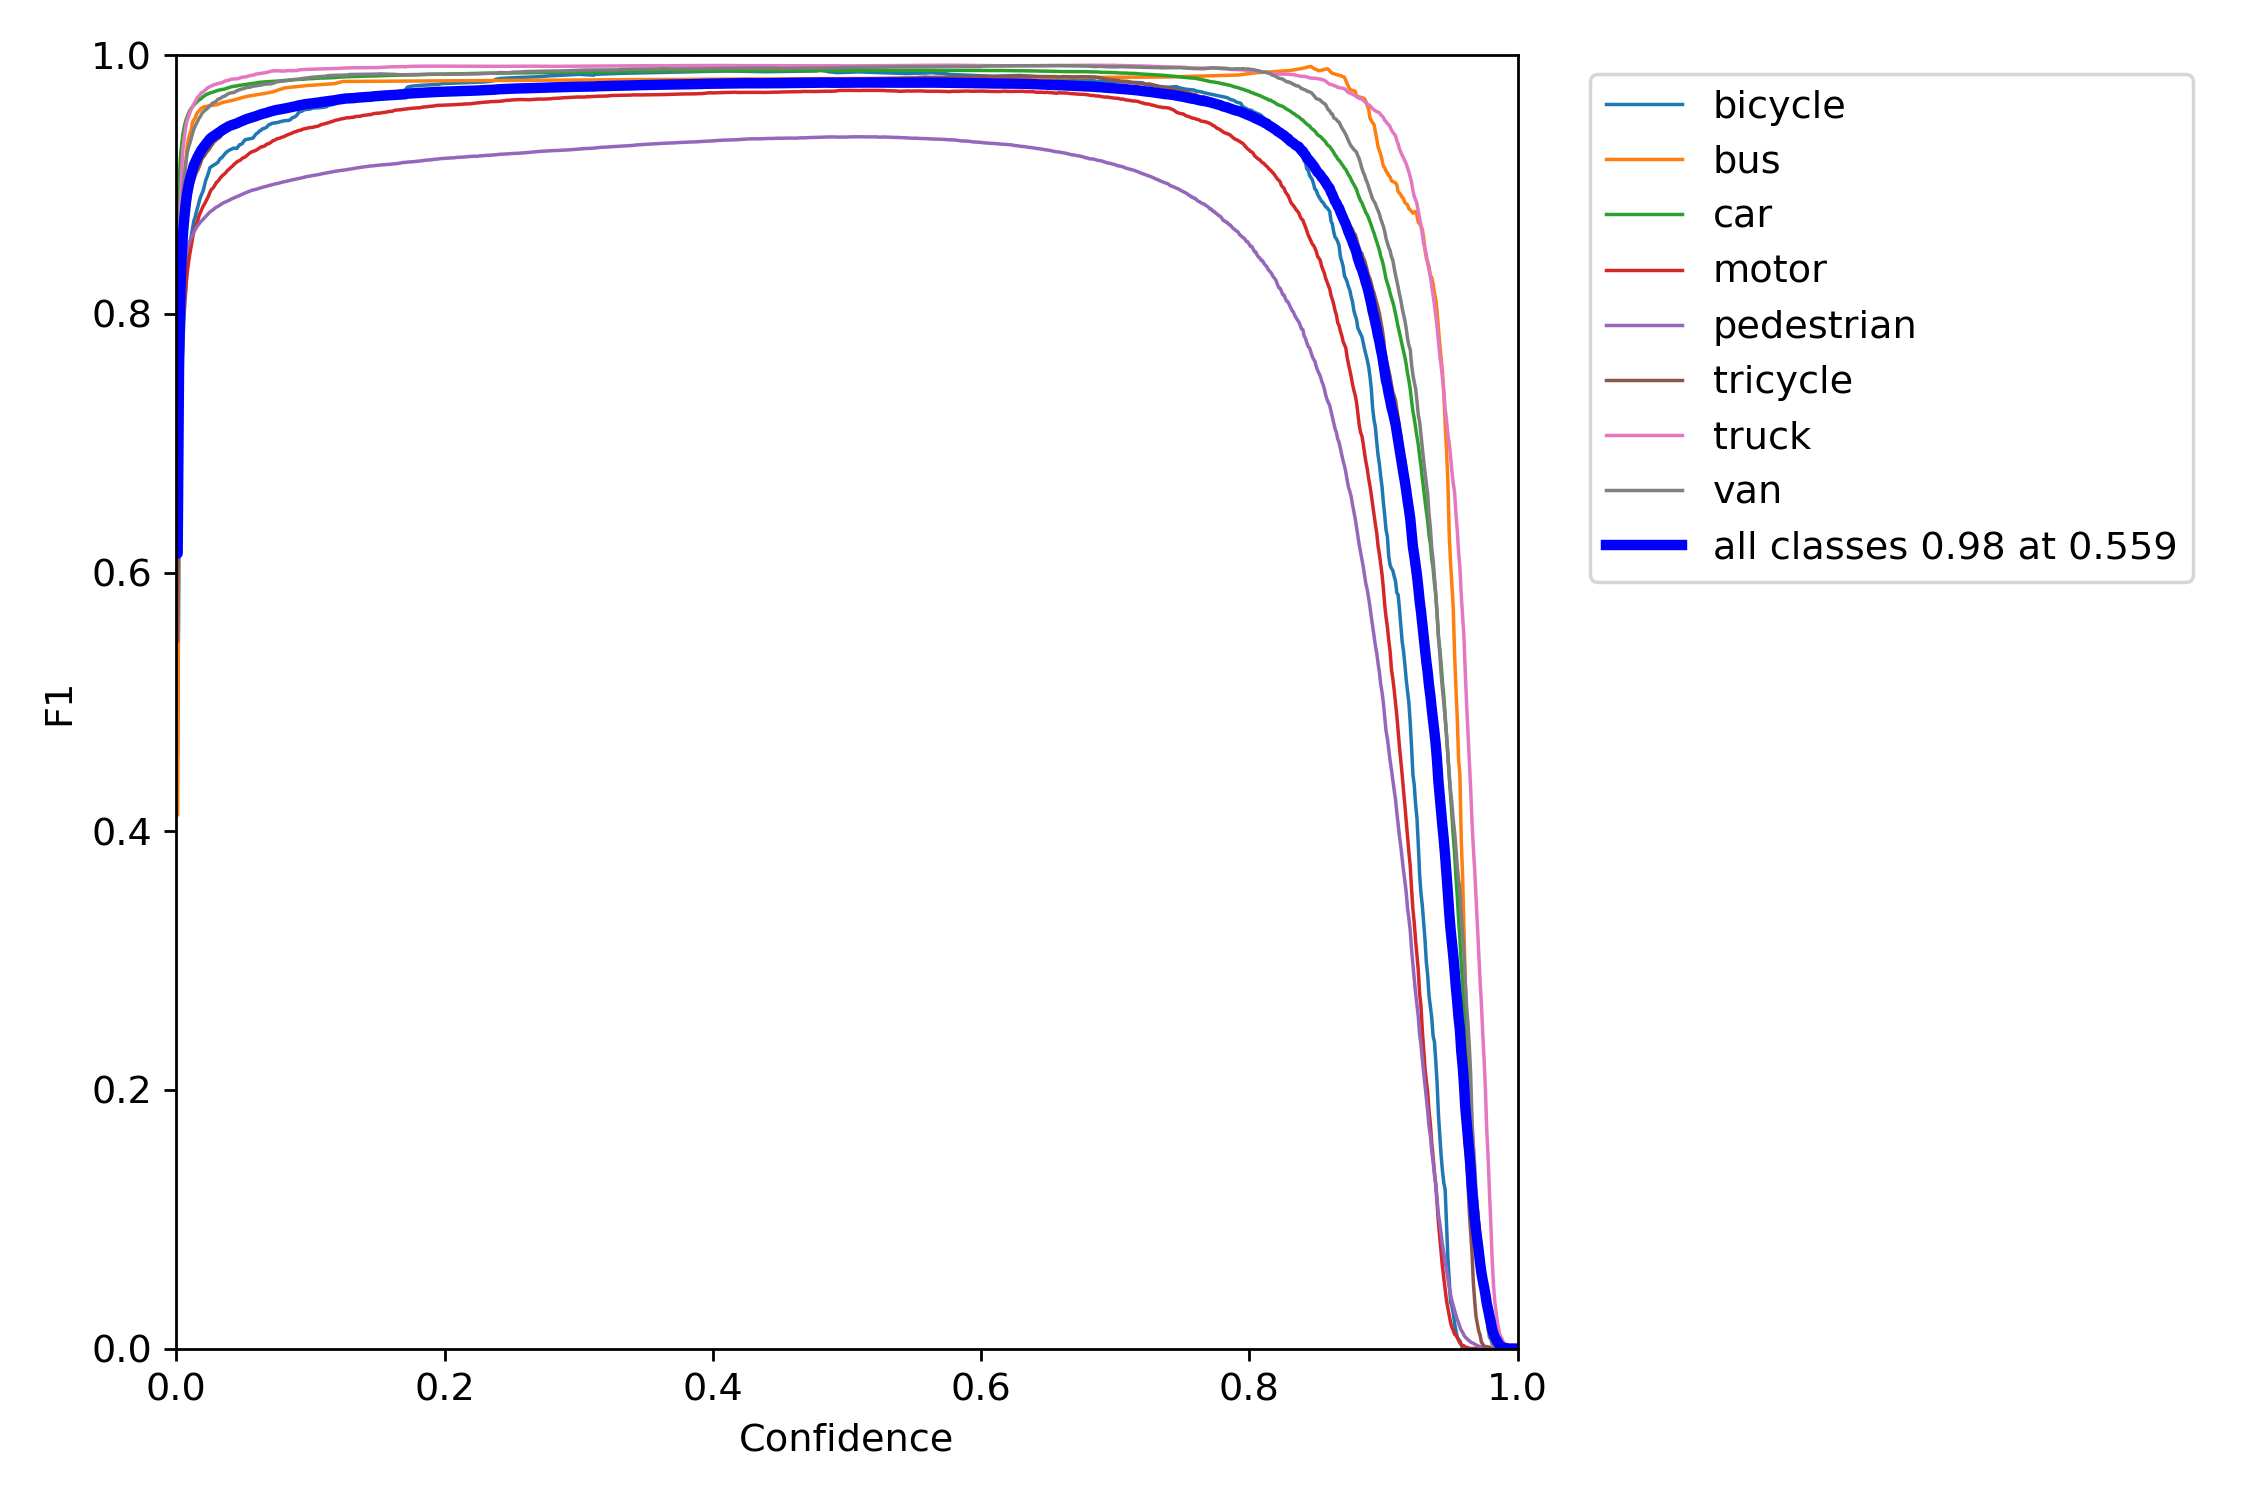 1.0
0.8
0.6
0.4
0.2
0.0
F1
0.0 0.2 0.4 0.6 0.8 1.0
Confidence
bicycle
bus
car
motor
pedestrian
tricycle
truck
van
all classes 0.98 at 0.559